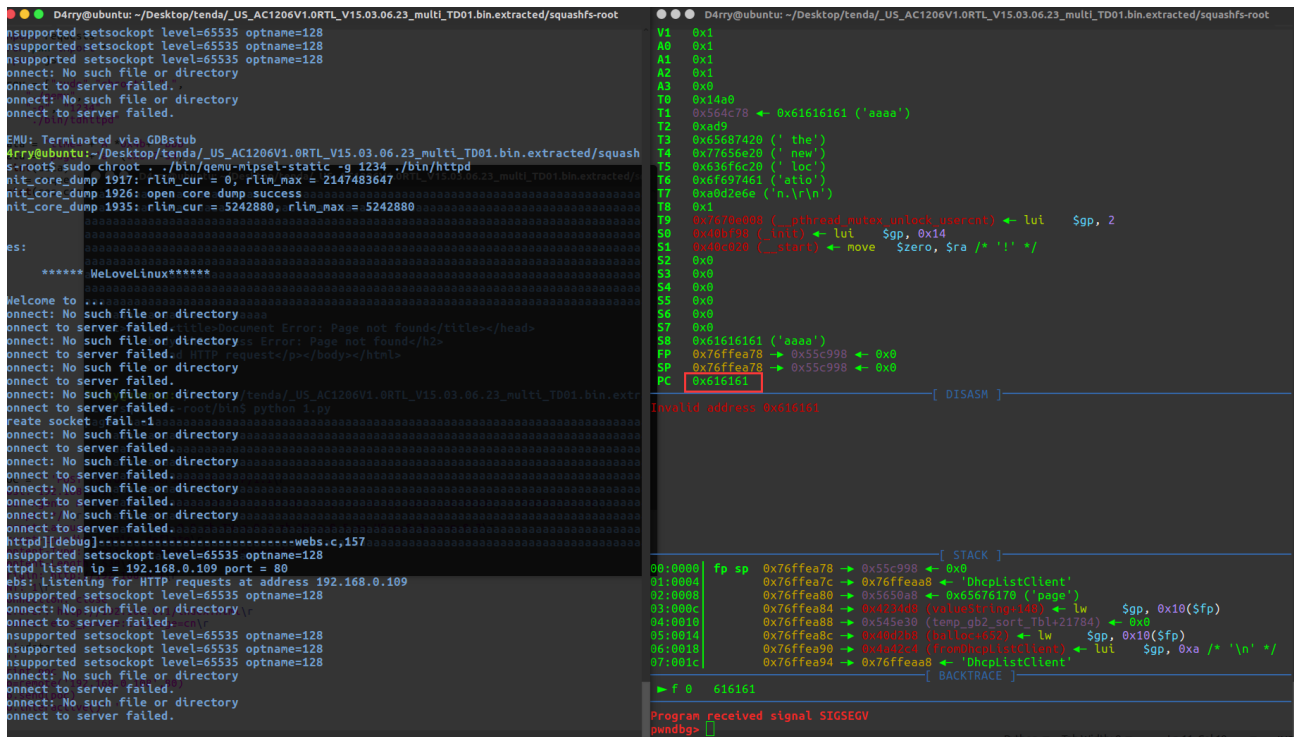 D4rry@ubuntu: ~/Desktop/tenda/_US_AC1206V1.0RTL_V15.03.06.23_multi_TD01.bin.extracted/squashfs-root
nsupported setsockopt level=65535 optname=128
nsupported setsockopt level=65535 optname=128
nsupported setsockopt level=65535 optname=128
onnect: No such file or directory
onnect to server failed.
onnect: No such file or directory
onnect to server failed.
EMU: Terminated via GDBstub
4rry@ubuntu:~/Desktop/tenda/_US_AC1206V1.0RTL_V15.03.06.23_multi_TD01.bin.extracted/squash
s-root$ sudo chroot . ./bin/qemu-mipsel-static -g 1234 ./bin/httpd
nit_core_dump 1917: rlim_cur = 0, rlim_max = 2147483647
nit_core_dump 1926: open core dump success
nit_core_dump 1935: rlim_cur = 5242880, rlim_max = 5242880
es:
****** WeLoveLinux******
Welcome to ...
onnect: No such file or directory
onnect to server failed.
onnect: No such file or directory
onnect to server failed.
onnect: No such file or directory
onnect to server failed.
onnect: No such file or directory
onnect to server failed.
reate socket  fail -1
onnect: No such file or directory
onnect to server failed.
onnect: No such file or directory
onnect to server failed.
onnect: No such file or directory
onnect to server failed.
onnect: No such file or directory
onnect to server failed.
httpd][debug]----------------------------webs.c,157
nsupported setsockopt level=65535 optname=128
ttpd listen ip = 192.168.0.109 port = 80
ebs: Listening for HTTP requests at address 192.168.0.109
onnect: No such file or directory
onnect to server failed.
onnect: No such file or directory
onnect to server failed.
nsupported setsockopt level=65535 optname=128
nsupported setsockopt level=65535 optname=128
nsupported setsockopt level=65535 optname=128
onnect: No such file or directory
onnect to server failed.
onnect: No such file or directory
onnect to server failed.
D4rry@ubuntu: ~/Desktop/tenda/_US_AC1206V1.0RTL_V15.03.06.23_multi_TD01.bin.extracted/squashfs-root
V1 0x1
A0 0x1
A1 0x1
A2 0x1
A3 0x0
T0 0x14a0
T1 0x564c78 ← 0x61616161 ('aaaa')
T2 0xad9
T3 0x65687420 (' the')
T4 0x77656e20 (' new')
T5 0x636f6c20 (' loc')
T6 0x6f697461 ('atio')
T7 0xa0d2e6e ('n.\r\n')
T8 0x1
T9 0x7670e008 (__pthread_mutex_unlock_usercnt) ← lui $gp, 2
S0 0x406f98 (_init) ← lui $gp, 0x14
S1 0x40c020 (__start) ← move $zero, $ra /* '!' */
S2 0x0
S3 0x0
S4 0x0
S5 0x0
S6 0x0
S7 0x0
S8 0x61616161 ('aaaa')
FP 0x76ffea78 → 0x55c998 ← 0x0
SP 0x76ffea78 → 0x55c998 ← 0x0
PC 0x616161
[ DISASM ]
Invalid address 0x616161
[ STACK ]
00:0000│ fp sp 0x76ffea78 → 0x55c998 ← 0x0
01:0004│ 0x76ffea7c → 0x76ffeaa8 ← 'DhcpListClient'
02:0008│ 0x76ffea80 → 0x5650a8 ← 0x65676170 ('page')
03:000c│ 0x76ffea84 → 0x4234d8 (valueString+148) ← lw $gp, 0x10($fp)
04:0010│ 0x76ffea88 → 0x545e30 (temp_gb2_sort_Tbl+21784) ← 0x0
05:0014│ 0x76ffea8c → 0x40d2b8 (balloc+652) ← lw $gp, 0x10($fp)
06:0018│ 0x76ffea90 → 0x4a42c4 (fromDhcpListClient) ← lui $gp, 0xa /* '\n' */
07:001c│ 0x76ffea94 → 0x76ffeaa8 ← 'DhcpListClient'
[ BACKTRACE ]
► f 0 616161
Program received signal SIGSEGV
pwndbg>